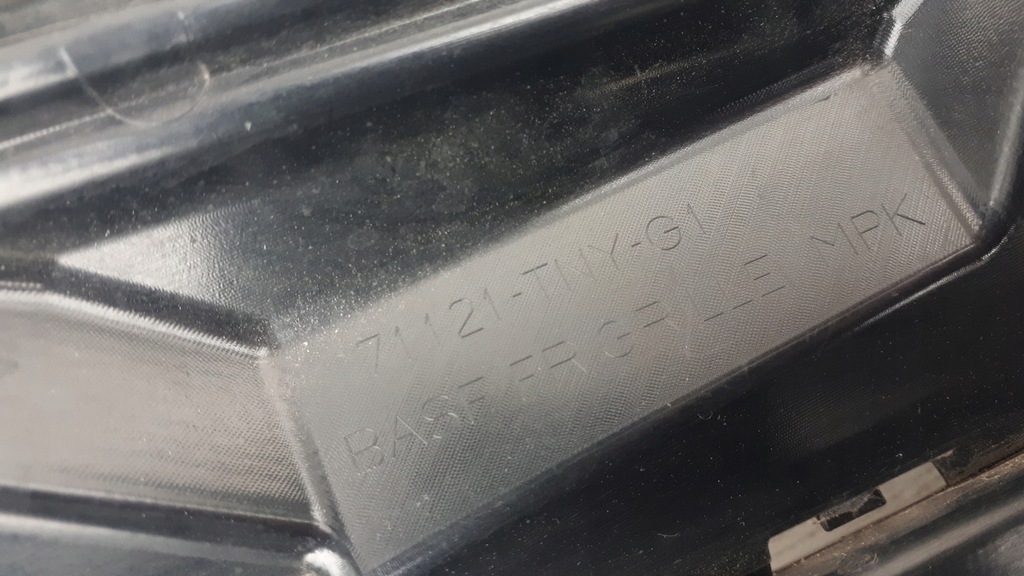 71121-TNY-G1
BASE FR GRILLE MPK